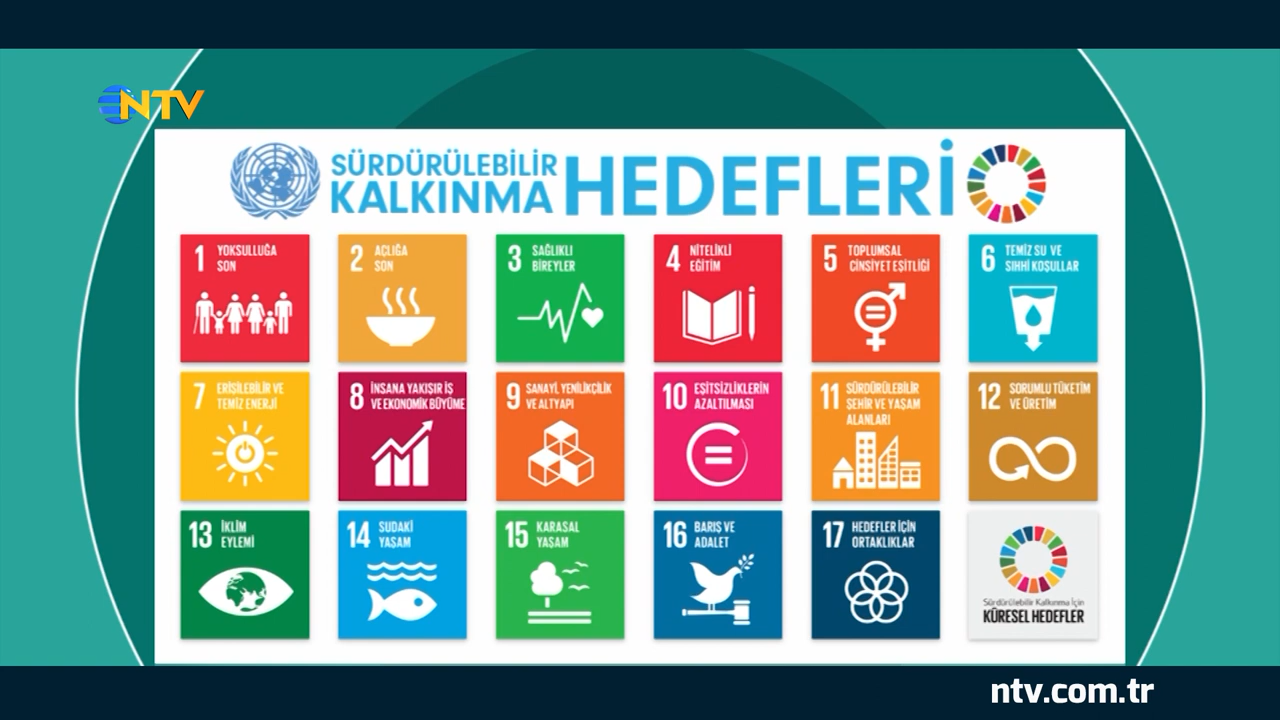 NTV
SÜRDÜRÜLEBİLİR
KALKINMA
HEDEFLERİ
1 YOKSULLUĞA
SON
2 AÇLIĞA
SON
3 SAĞLIKLI
BİREYLER
4 NİTELİKLİ
EĞİTİM
5 TOPLUMSAL
CİNSİYET EŞİTLİĞİ
6 TEMİZ SU VE
SIHHİ KOŞULLAR
7 ERİŞİLEBİLİR VE
TEMİZ ENERJİ
8 İNSANA YAKIŞIR İŞ
VE EKONOMİK BÜYÜME
9 SANAYİ, YENİLİKÇİLİK
VE ALTYAPI
10 EŞİTSİZLİKLERİN
AZALTILMASI
11 SÜRDÜRÜLEBİLİR
ŞEHİR VE YAŞAM
ALANLARI
12 SORUMLU TÜKETİM
VE ÜRETİM
13 İKLİM
EYLEMİ
14 SUDAKİ
YAŞAM
15 KARASAL
YAŞAM
16 BARIŞ VE
ADALET
17 HEDEFLER İÇİN
ORTAKLIKLAR
Sürdürülebilir Kalkınma İçin
KÜRESEL HEDEFLER
ntv.com.tr